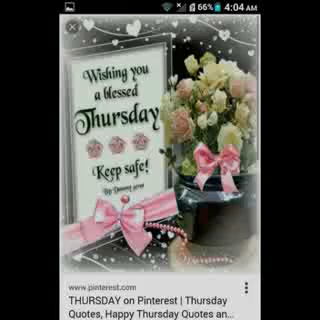 66% 4:04 AM
Wishing you
a blessed
Thursday
Keep safe!
www.pinterest.com
THURSDAY on Pinterest | Thursday
Quotes, Happy Thursday Quotes an...